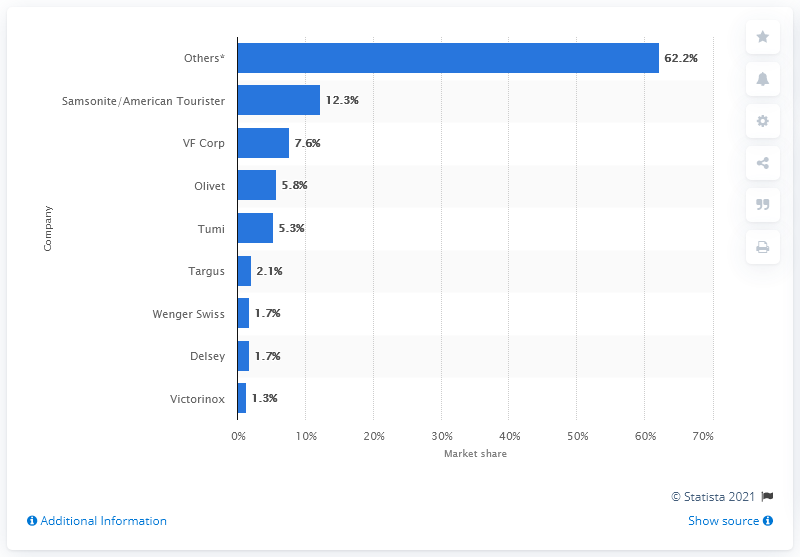 Others* 62.2%
Samsonite/American Tourister 12.3%
VF Corp 7.6%
Olivet 5.8%
Tumi 5.3%
Targus 2.1%
Wenger Swiss 1.7%
Delsey 1.7%
Victorinox 1.3%
Company
0% 10% 20% 30% 40% 50% 60% 70%
Market share
© Statista 2021
Additional Information Show source